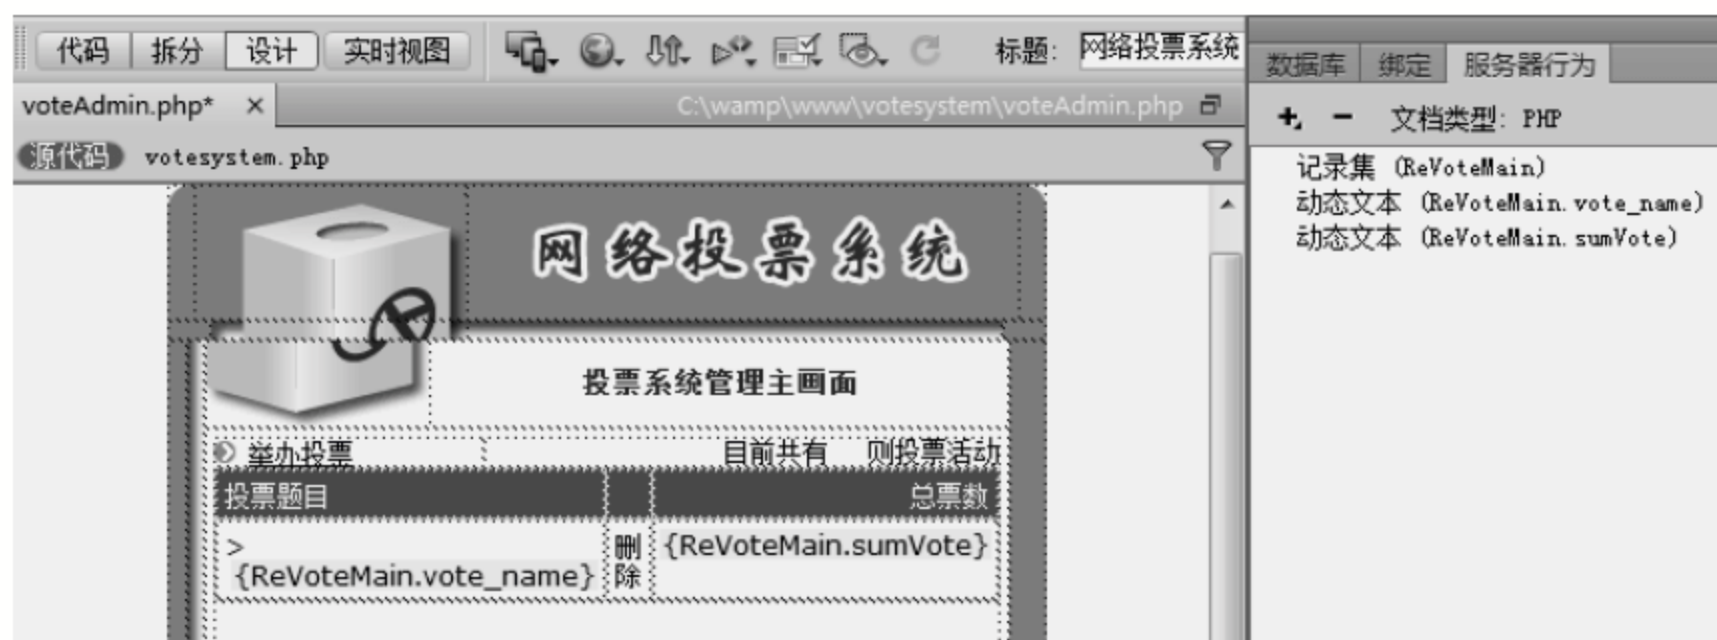 代码 拆分 设计 实时视图 标题: 网络投票系统
voteAdmin.php* × C:\wamp\www\votesystem\voteAdmin.php
源代码 votesystem.php
网络投票系统
投票系统管理主画面
举办投票 目前共有 则投票活动
投票题目 总票数
>
{ReVoteMain.vote_name}
删
除
{ReVoteMain.sumVote}
数据库 绑定 服务器行为
文档类型: PHP
记录集 (ReVoteMain)
动态文本 (ReVoteMain.vote_name)
动态文本 (ReVoteMain.sumVote)